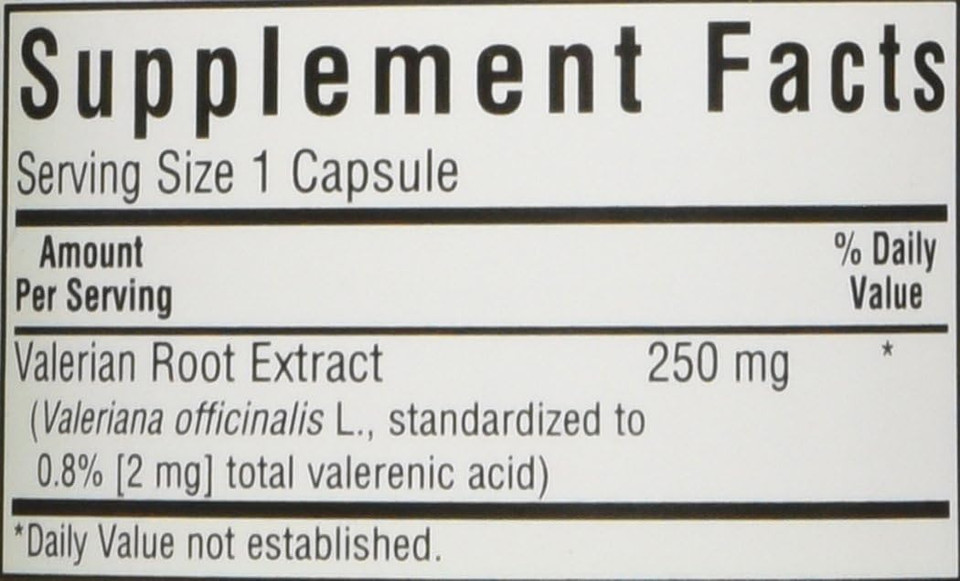 Supplement Facts
Serving Size 1 Capsule
Amount
Per Serving
% Daily
Value
Valerian Root Extract 250 mg *
(Valeriana officinalis L., standardized to
0.8% [2 mg] total valerenic acid)
*Daily Value not established.